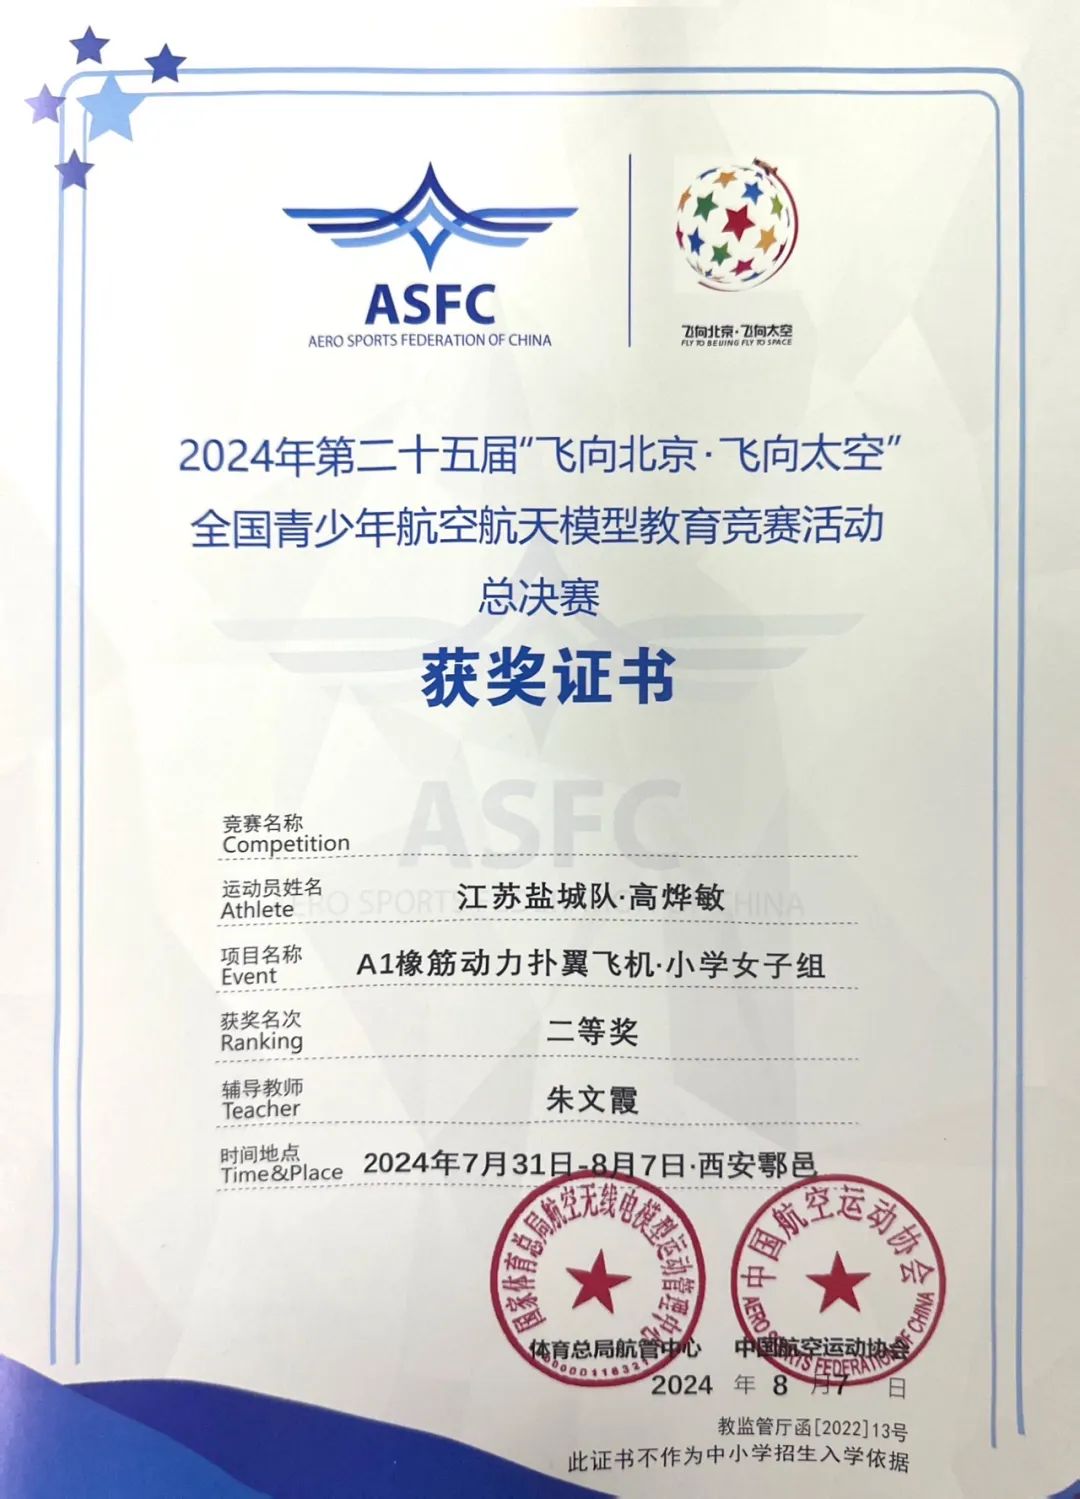 ASFC
AERO SPORTS FEDERATION OF CHINA
飞向北京·飞向太空
FLY TO BEIJING FLY TO SPACE
2024年第二十五届“飞向北京·飞向太空”
全国青少年航空航天模型教育竞赛活动
总决赛
获奖证书
ASFC
AERO SPORTS FEDERATION OF CHINA
竞赛名称
Competition
运动员姓名
Athlete
江苏盐城队·高烨敏
项目名称
Event
A1橡筋动力扑翼飞机·小学女子组
获奖名次
Ranking
二等奖
辅导教师
Teacher
朱文霞
时间地点
Time&Place
2024年7月31日-8月7日·西安鄠邑
国家体育总局航空无线电模型运动管理中心
中国航空运动协会
AERO SPORTS FEDERATION OF CHINA
体育总局航管中心 中国航空运动协会
2024 年 8 月7 日
教监管厅函[2022]13号
此证书不作为中小学招生入学依据